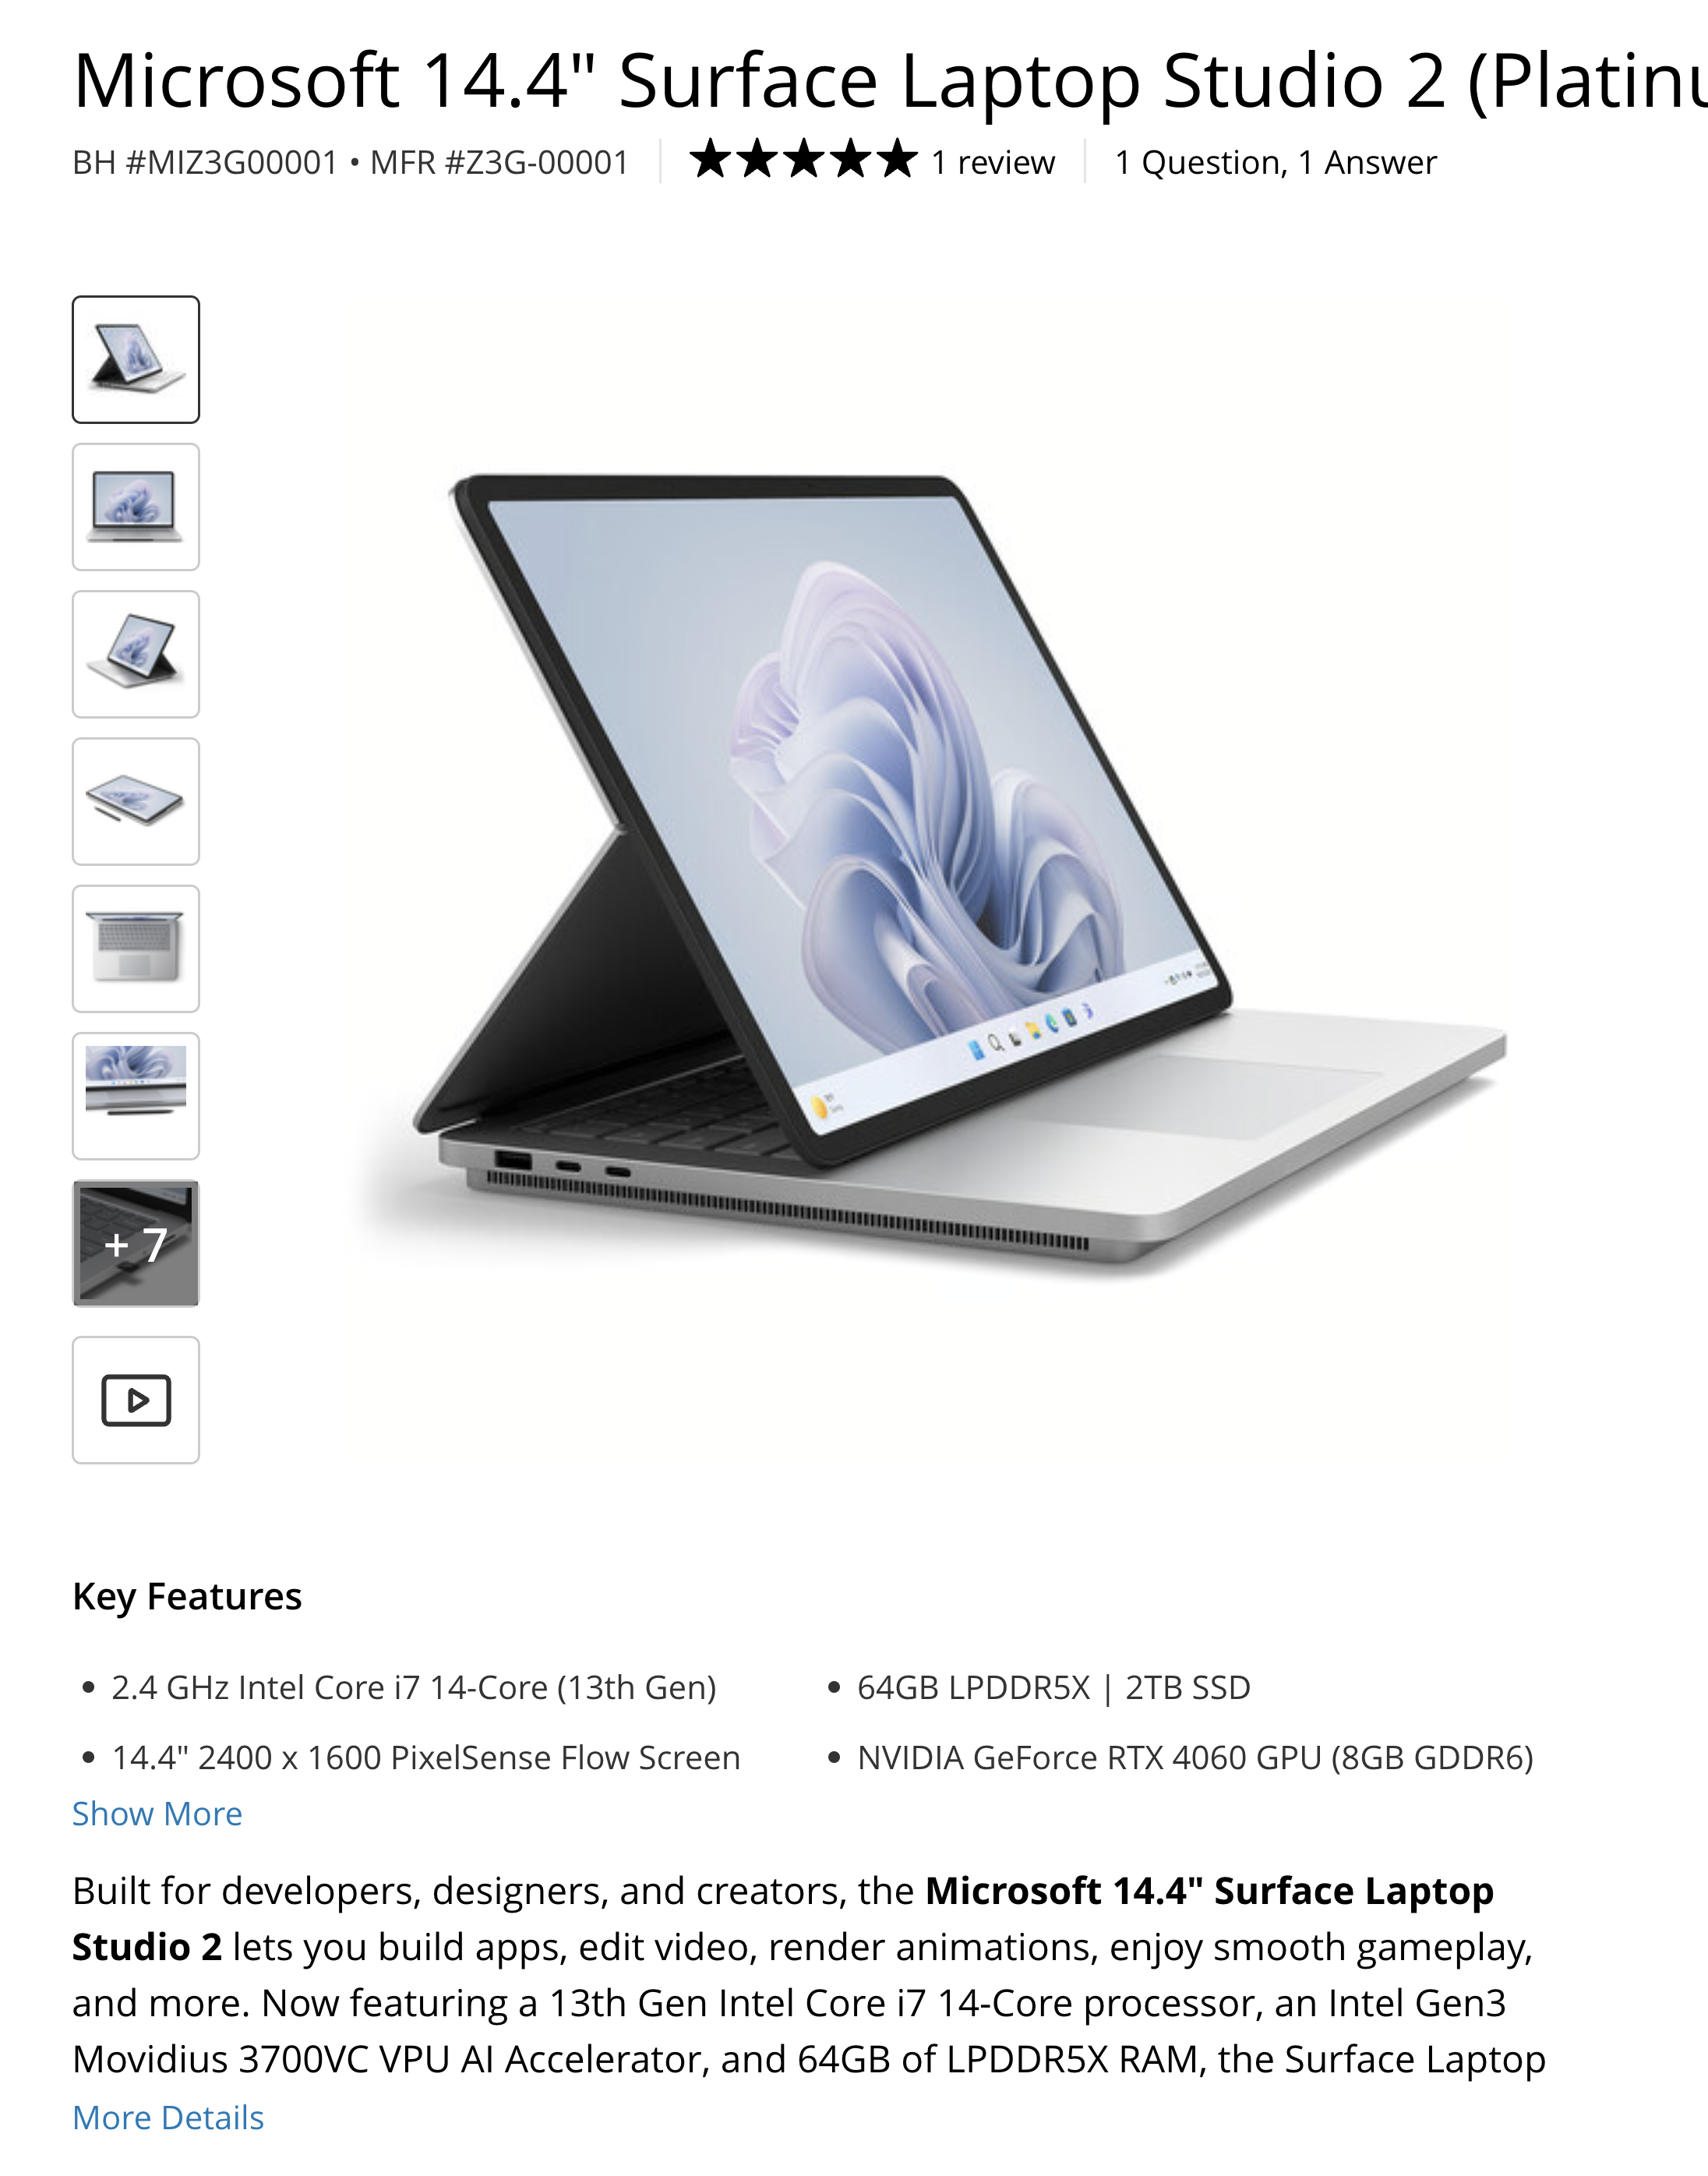 Microsoft 14.4" Surface Laptop Studio 2 (Platinu
BH #MIZ3G00001 • MFR #Z3G-00001
1 review
1 Question, 1 Answer
+ 7
Key Features
• 2.4 GHz Intel Core i7 14-Core (13th Gen)
• 14.4" 2400 x 1600 PixelSense Flow Screen
• 64GB LPDDR5X | 2TB SSD
• NVIDIA GeForce RTX 4060 GPU (8GB GDDR6)
Show More
Built for developers, designers, and creators, the Microsoft 14.4" Surface Laptop
Studio 2 lets you build apps, edit video, render animations, enjoy smooth gameplay,
and more. Now featuring a 13th Gen Intel Core i7 14-Core processor, an Intel Gen3
Movidius 3700VC VPU AI Accelerator, and 64GB of LPDDR5X RAM, the Surface Laptop
More Details